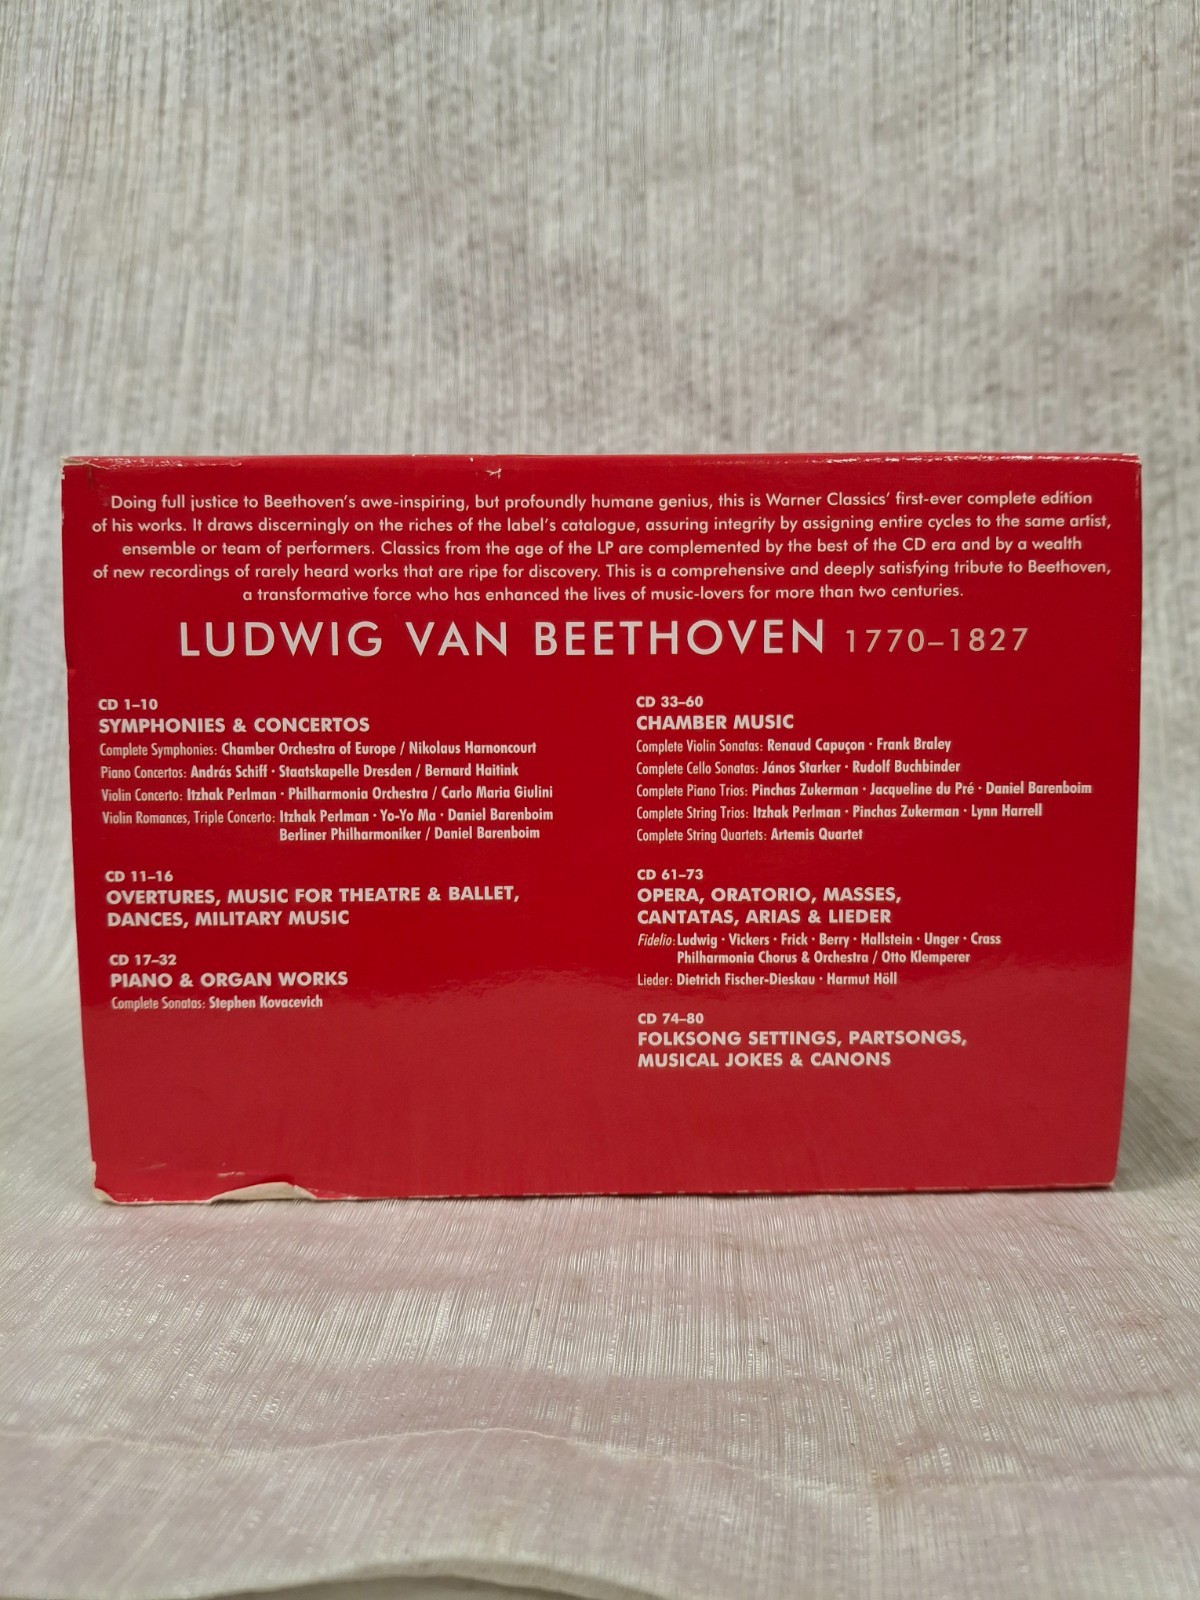 Doing full justice to Beethoven's awe-inspiring, but profoundly humane genius, this is Warner Classics' first-ever complete edition
of his works. It draws discerningly on the riches of the label's catalogue, assuring integrity by assigning entire cycles to the same artist,
ensemble or team of performers. Classics from the age of the LP are complemented by the best of the CD era and by a wealth
of new recordings of rarely heard works that are ripe for discovery. This is a comprehensive and deeply satisfying tribute to Beethoven,
a transformative force who has enhanced the lives of music-lovers for more than two centuries.
LUDWIG VAN BEETHOVEN 1770–1827
CD 1–10
SYMPHONIES & CONCERTOS
Complete Symphonies: Chamber Orchestra of Europe / Nikolaus Harnoncourt
Piano Concertos: András Schiff · Staatskapelle Dresden / Bernard Haitink
Violin Concerto: Itzhak Perlman · Philharmonia Orchestra / Carlo Maria Giulini
Violin Romances, Triple Concerto: Itzhak Perlman · Yo-Yo Ma · Daniel Barenboim
Berliner Philharmoniker / Daniel Barenboim
CD 11–16
OVERTURES, MUSIC FOR THEATRE & BALLET,
DANCES, MILITARY MUSIC
CD 17–32
PIANO & ORGAN WORKS
Complete Sonatas: Stephen Kovacevich
CD 33–60
CHAMBER MUSIC
Complete Violin Sonatas: Renaud Capuçon · Frank Braley
Complete Cello Sonatas: János Starker · Rudolf Buchbinder
Complete Piano Trios: Pinchas Zukerman · Jacqueline du Pré · Daniel Barenboim
Complete String Trios: Itzhak Perlman · Pinchas Zukerman · Lynn Harrell
Complete String Quartets: Artemis Quartet
CD 61–73
OPERA, ORATORIO, MASSES,
CANTATAS, ARIAS & LIEDER
Fidelio: Ludwig · Vickers · Frick · Berry · Hallstein · Unger · Crass
Philharmonia Chorus & Orchestra / Otto Klemperer
Lieder: Dietrich Fischer-Dieskau · Harmut Höll
CD 74–80
FOLKSONG SETTINGS, PARTSONGS,
MUSICAL JOKES & CANONS